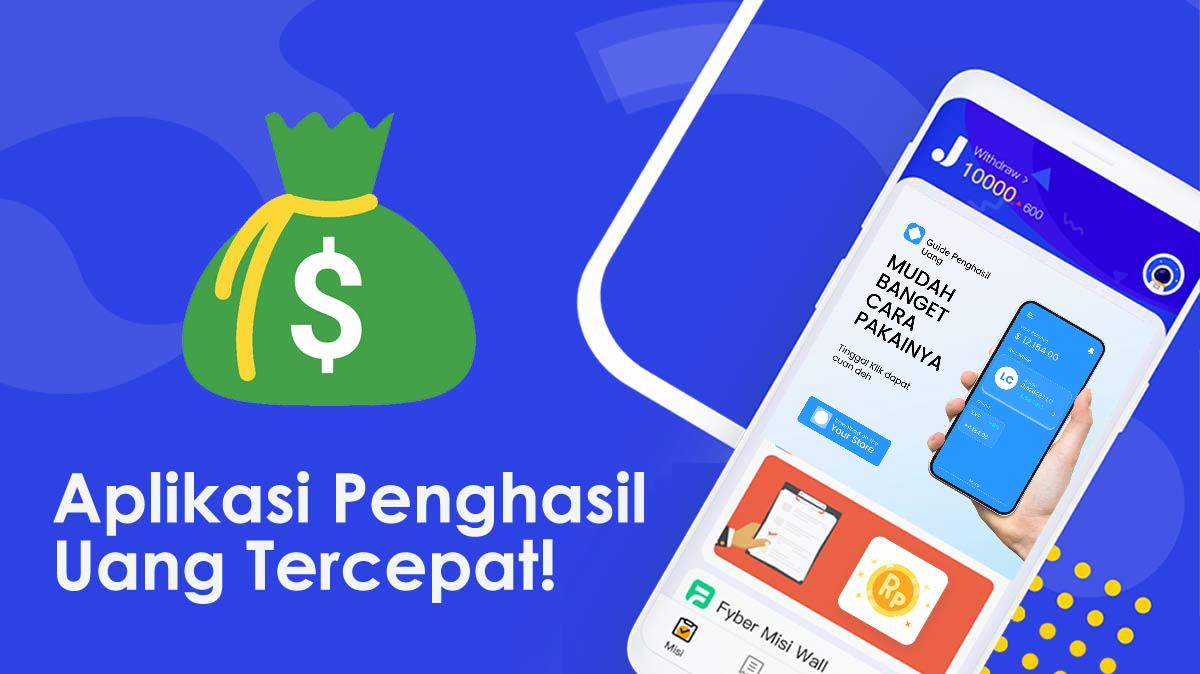 Aplikasi Penghasil
Uang Tercepat!
$
J
Withdraw >
10000
600
Guide Penghasil
Uang
MUDAH
BANGET
CARA
PAKAINYA
Tinggal Klik dapat
cuan deh
Your Store
$ 12,154.00
LC
XYZ
Rp
Fyber Misi Wall
Misi